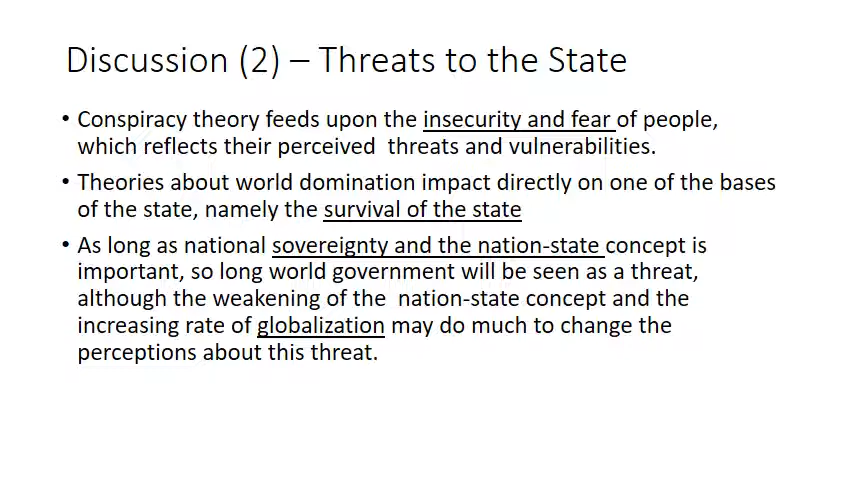 Discussion (2) – Threats to the State
• Conspiracy theory feeds upon the insecurity and fear of people,
which reflects their perceived  threats and vulnerabilities.
• Theories about world domination impact directly on one of the bases
of the state, namely the survival of the state
• As long as national sovereignty and the nation-state concept is
important, so long world government will be seen as a threat,
although the weakening of the  nation-state concept and the
increasing rate of globalization may do much to change the
perceptions about this threat.